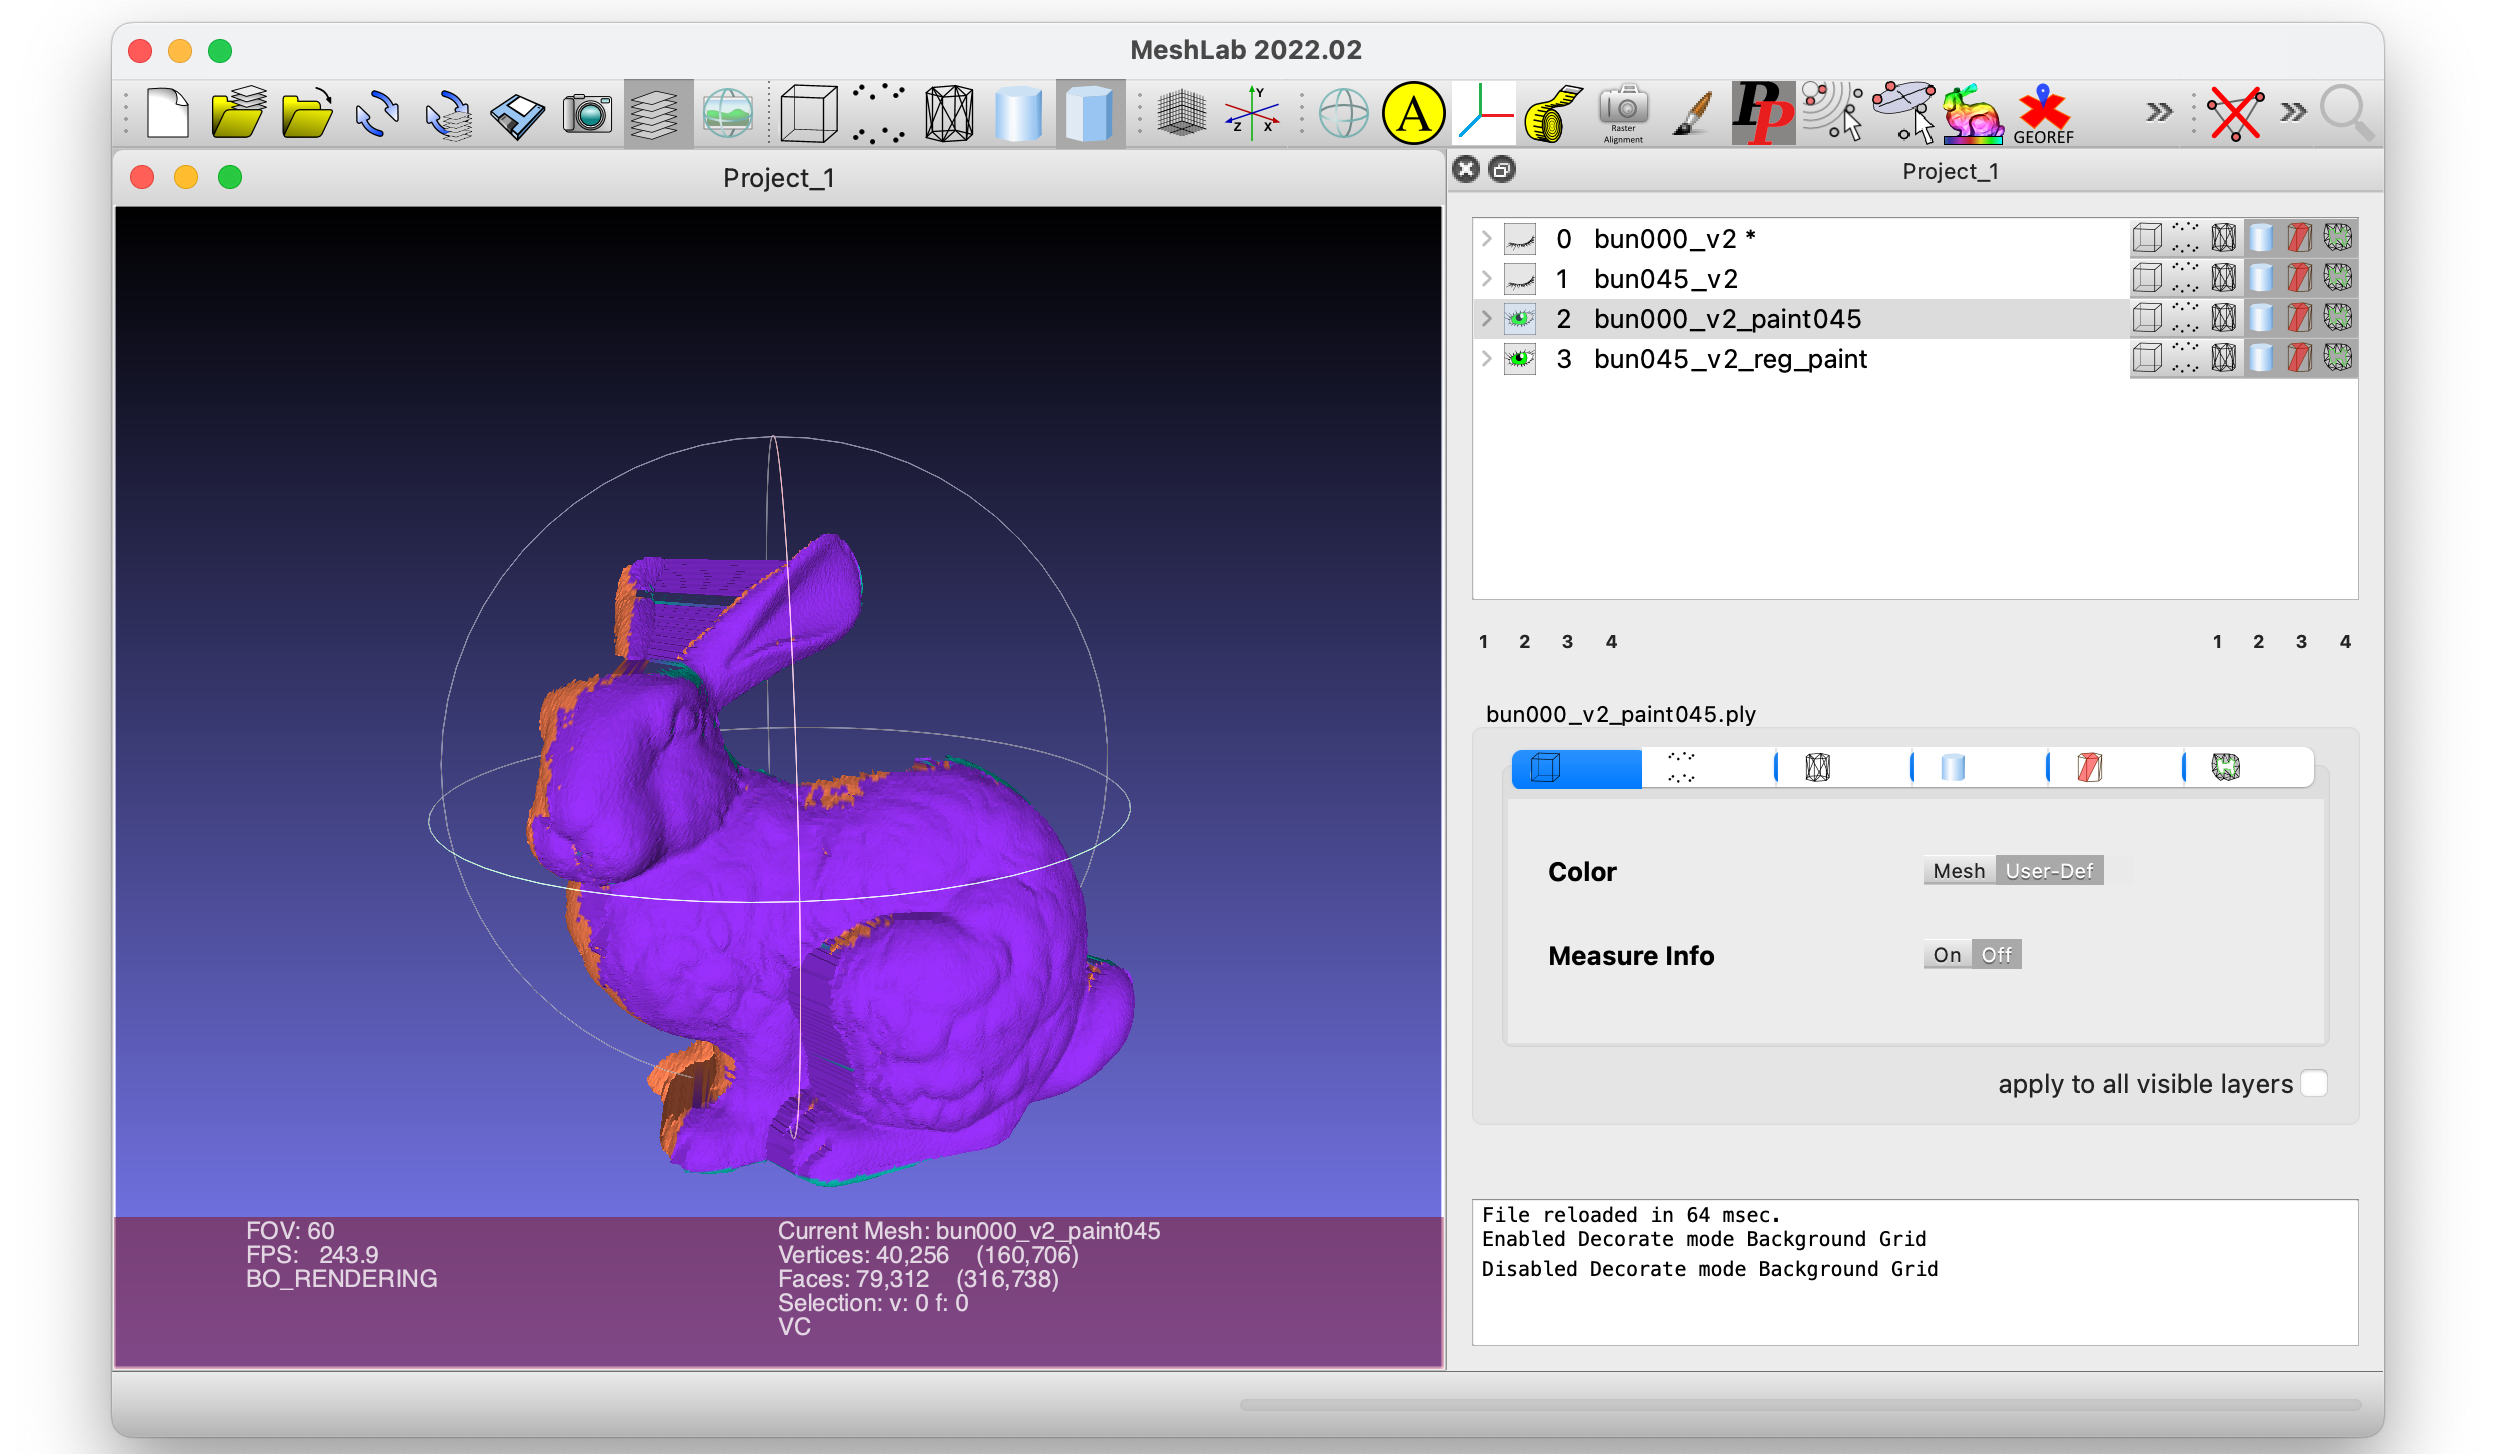 MeshLab 2022.02
Y
Z X
A
Raster
Alignment
PP
GEOREF
Project_1
Project_1
0 bun000_v2 *
1 bun045_v2
2 bun000_v2_paint045
3 bun045_v2_reg_paint
1 2 3 4 1 2 3 4
bun000_v2_paint045.ply
Color Mesh User-Def
Measure Info On Off
apply to all visible layers
File reloaded in 64 msec.
Enabled Decorate mode Background Grid
Disabled Decorate mode Background Grid
FOV: 60
FPS: 243.9
BO_RENDERING
Current Mesh: bun000_v2_paint045
Vertices: 40,256 (160,706)
Faces: 79,312 (316,738)
Selection: v: 0 f: 0
VC